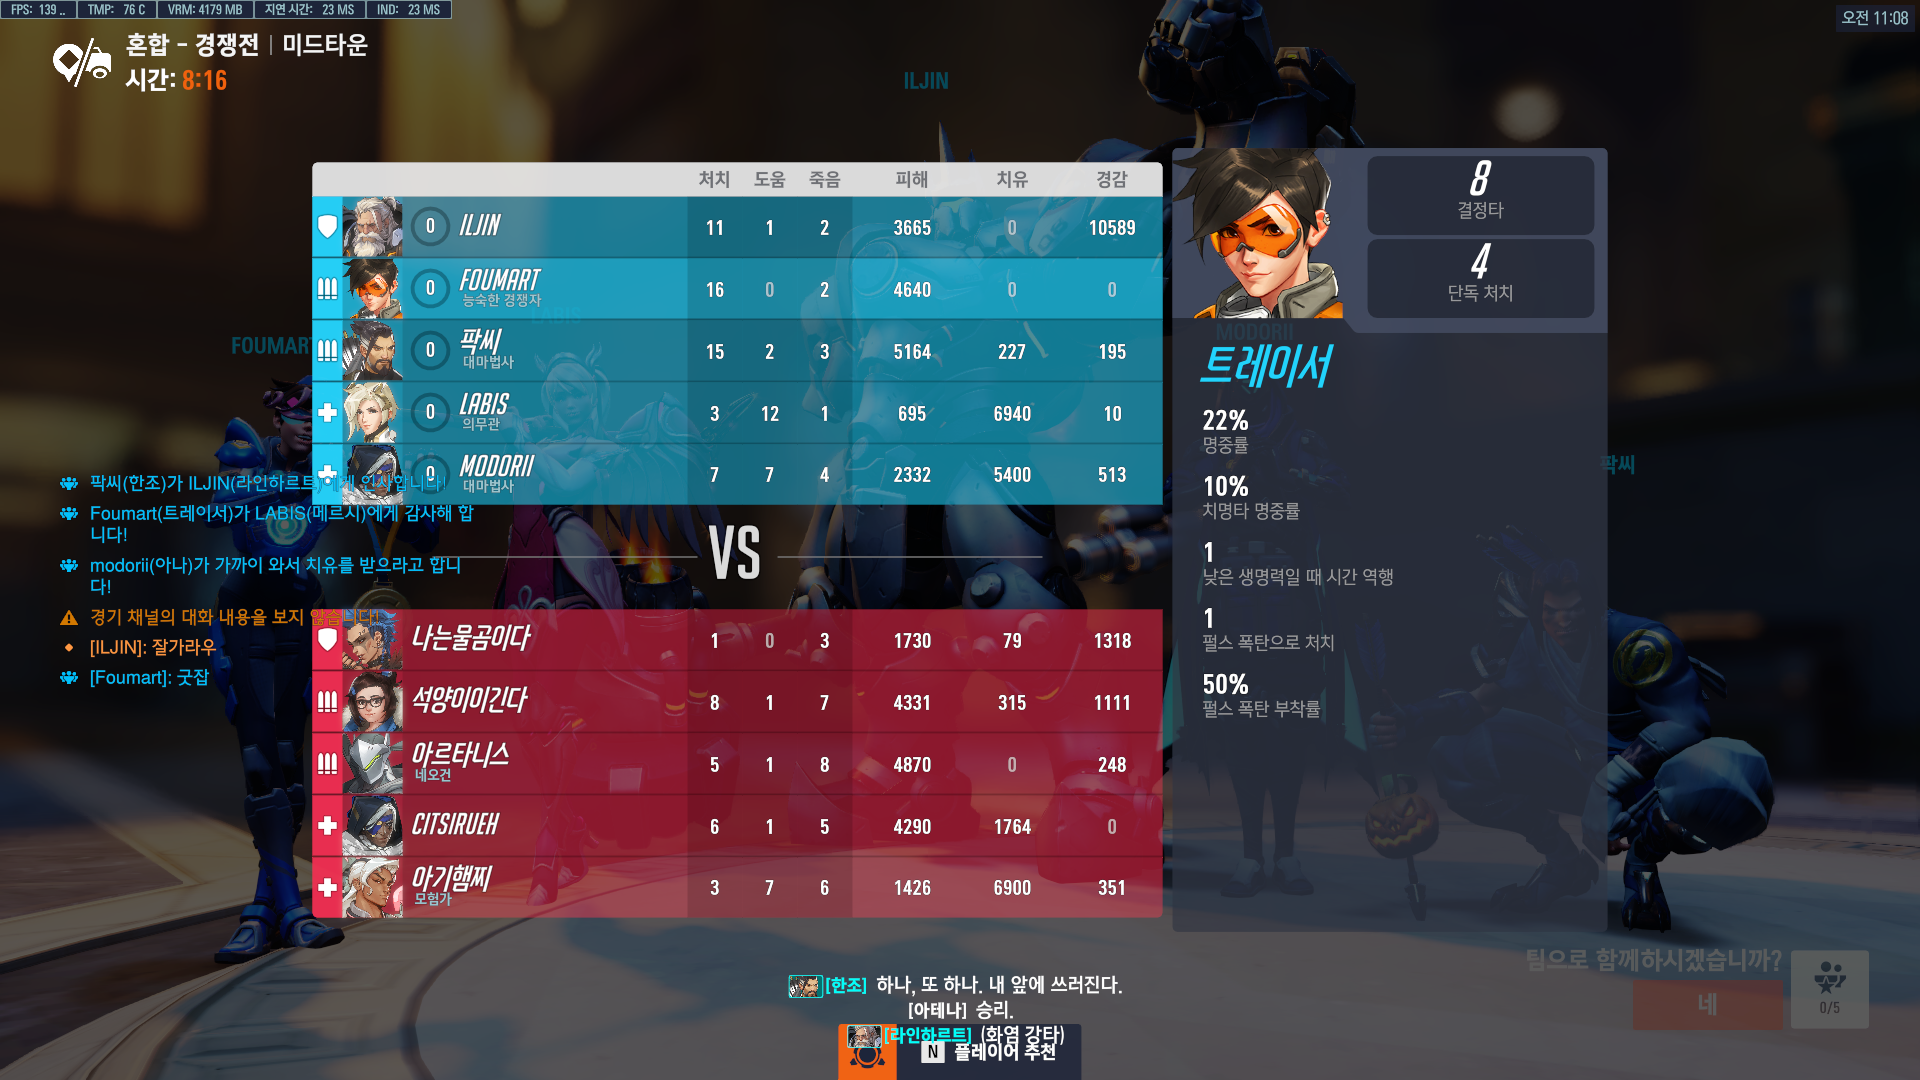 FPS: 139 ..
TMP: 76 C
VRM: 4179 MB
지연 시간: 23 MS
IND: 23 MS
오전 11:08
혼합 - 경쟁전 | 미드타운
시간: 8:16
ILJIN
처치 도움 죽음 피해 치유 경감
0 ILJIN 11 1 2 3665 0 10589
0 FOUMART 16 0 2 4640 0 0
능숙한 경쟁자
0 팍씨 15 2 3 5164 227 195
대마법사
0 LABIS 3 12 1 695 6940 10
의무관
0 MODORII 7 7 4 2332 5400 513
대마법사
FOUMART
LABIS
MODORII
팍씨
8
결정타
4
단독 처치
트레이서
22%
명중률
10%
치명타 명중률
1
낮은 생명력일 때 시간 역행
1
펄스 폭탄으로 처치
50%
펄스 폭탄 부착률
팍씨(한조)가 ILJIN(라인하르트)에게 인사합니다!
Foumart(트레이서)가 LABIS(메르시)에게 감사해 합
니다!
modorii(아나)가 가까이 와서 치유를 받으라고 합니
다!
경기 채널의 대화 내용을 보지 않습니다!
[ILJIN]: 잘가라우
[Foumart]: 굿잡
VS
나는물곰이다 1 0 3 1730 79 1318
석양이이긴다 8 1 7 4331 315 1111
아르타니스 5 1 8 4870 0 248
네오건
CITSIRUEH 6 1 5 4290 1764 0
아기햄찌 3 7 6 1426 6900 351
모험가
팀으로 함께하시겠습니까?
네
0/5
[한조] 하나, 또 하나. 내 앞에 쓰러진다.
[아테나] 승리.
[라인하르트] (화염 강타)
N 플레이어 추천